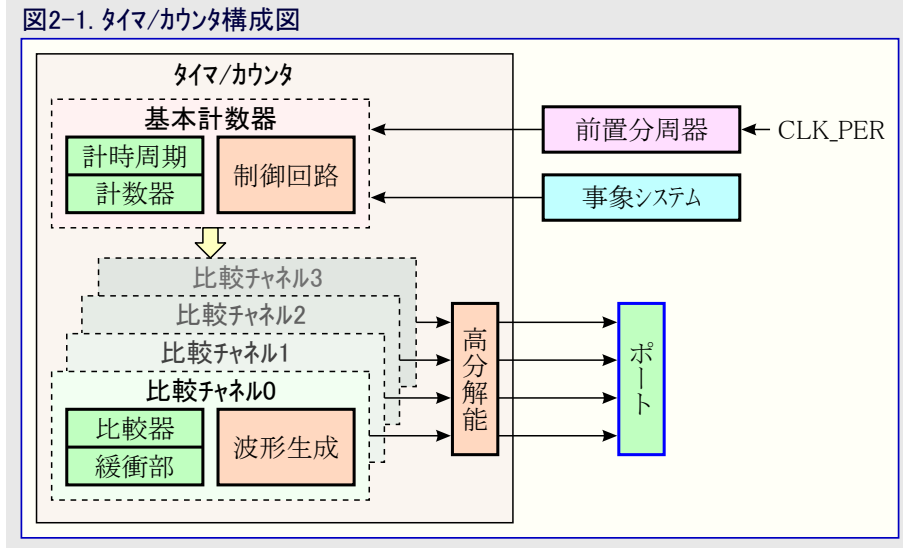 図2-1. タイマ/カウンタ構成図
タイマ/カウンタ
基本計数器
計時周期
計数器
制御回路
前置分周器
CLK_PER
事象システム
比較チャネル3
比較チャネル2
比較チャネル1
比較チャネル0
比較器
緩衝部
波形生成
高分解能
ポート